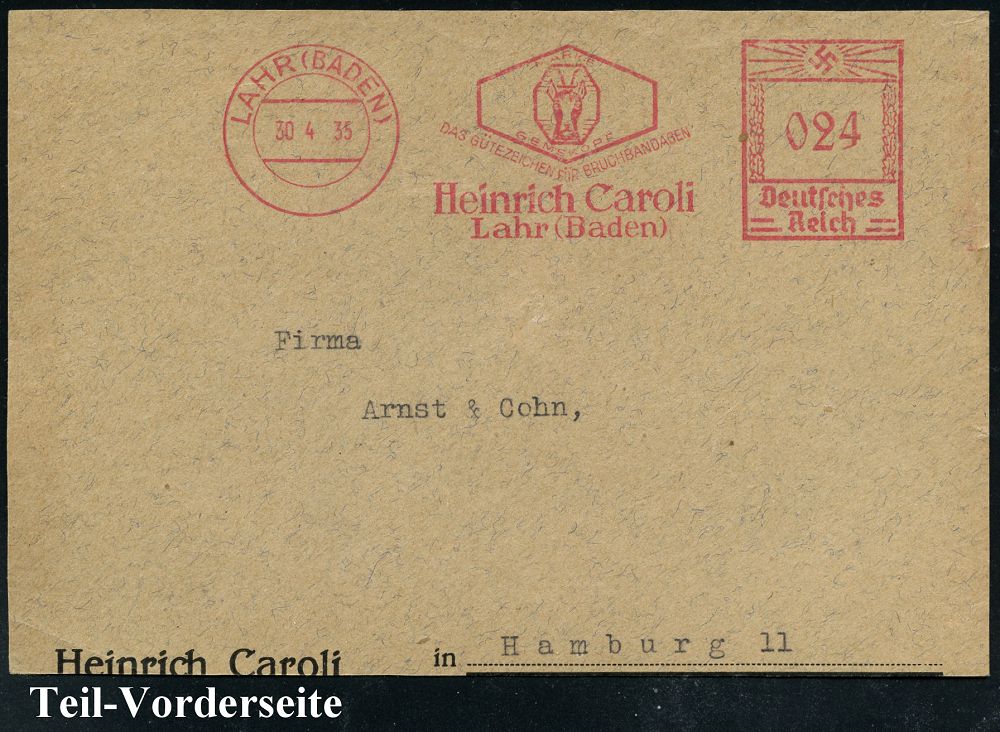 LAHR (BADEN)
30 4 35
MARKE
GEMSKOPF
DAS GÜTEZEICHEN FÜR BRUCHBANDAGEN
Heinrich Caroli
Lahr (Baden)
024
Deutsches
Reich
Firma
Arnst & Cohn,
in Hamburg 11
Heinrich Caroli
Teil-Vorderseite